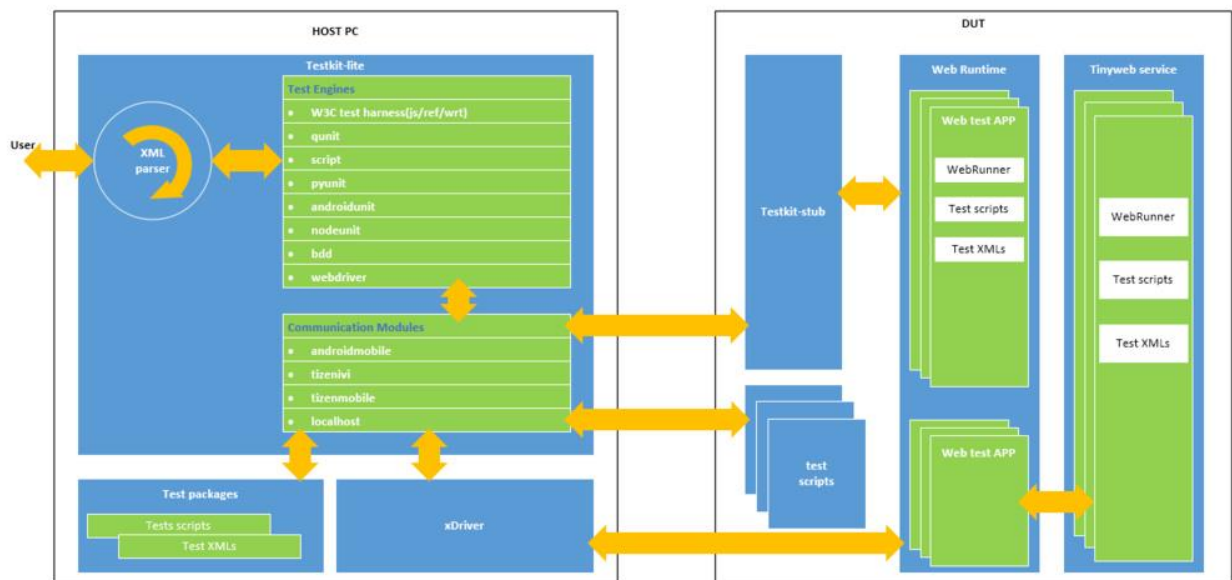 HOST PC
Testkit-lite
User
XML
parser
Test Engines
W3C test harness(js/ref/wrt)
qunit
script
pyunit
androidunit
nodeunit
bdd
webdriver
Communication Modules
androidmobile
tizenivi
tizenmobile
localhost
Test packages
Tests scripts
Test XMLs
xDriver
DUT
Testkit-stub
test
scripts
Web Runtime
Web test APP
WebRunner
Test scripts
Test XMLs
Web test APP
Tinyweb service
WebRunner
Test scripts
Test XMLs